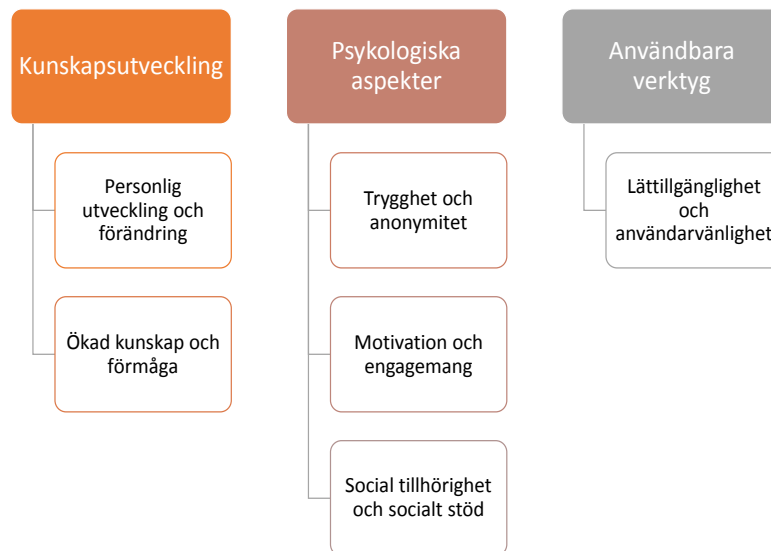 Kunskapsutveckling
Personlig
utveckling och
förändring
Ökad kunskap och
förmåga
Psykologiska
aspekter
Trygghet och
anonymitet
Motivation och
engagemang
Social tillhörighet
och socialt stöd
Användbara
verktyg
Lättillgänglighet
och
användarvänlighet